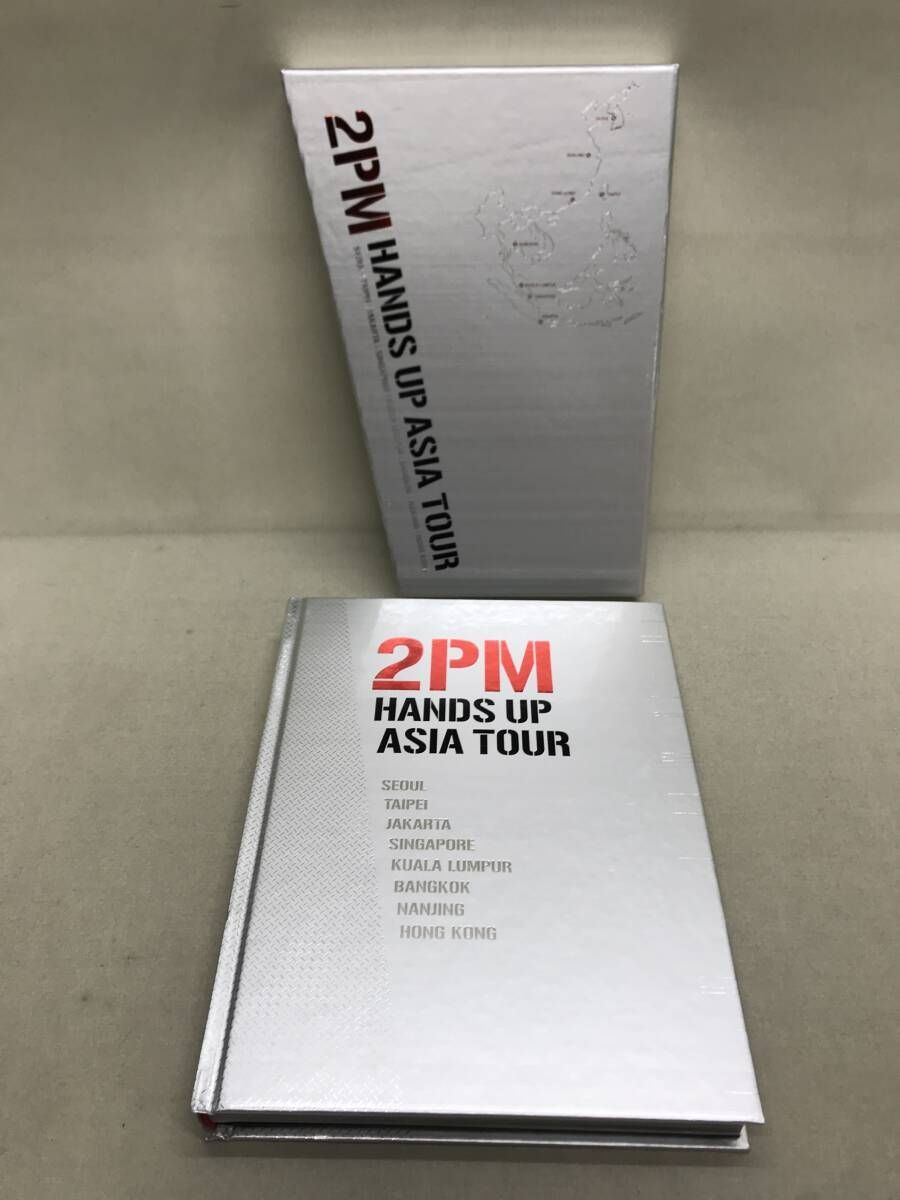 2PM HANDS UP ASIA TOUR
2PM
HANDS UP
ASIA TOUR
SEOUL
TAIPEI
JAKARTA
SINGAPORE
KUALA LUMPUR
BANGKOK
NANJING
HONG KONG